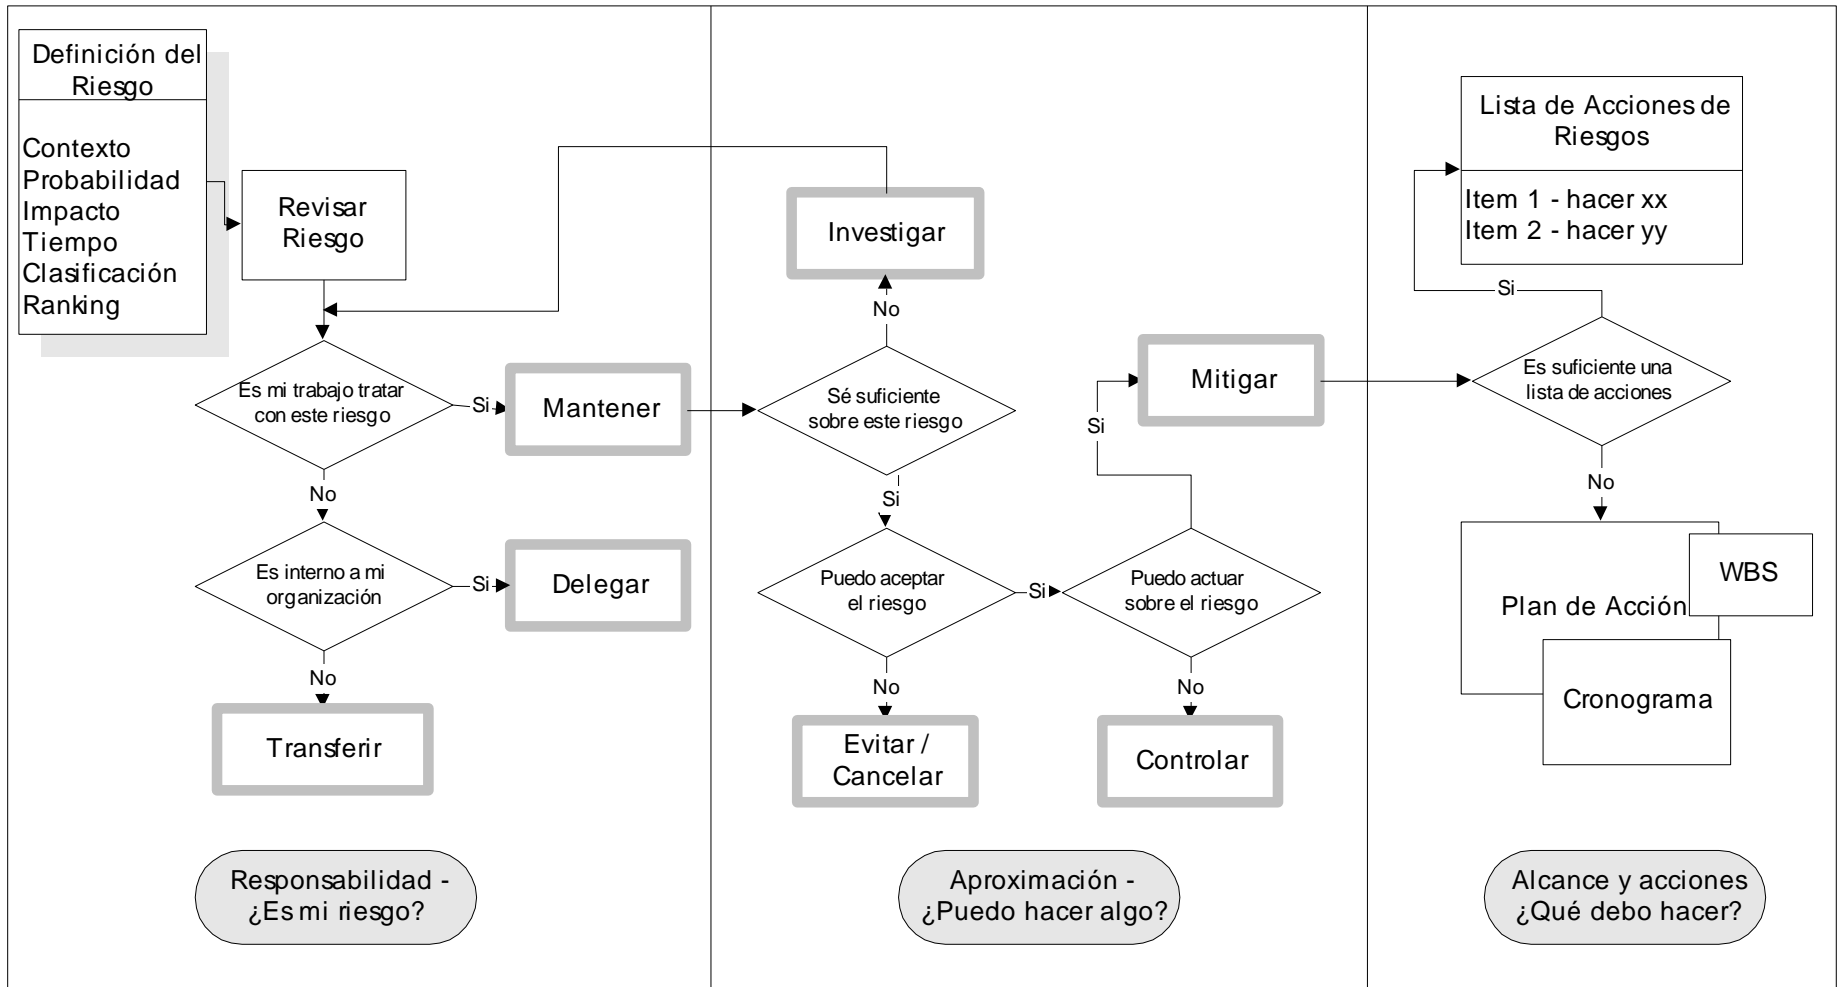 Definición del
Riesgo
Contexto
Probabilidad
Impacto
Tiempo
Clasificación
Ranking
Revisar
Riesgo
Es mi trabajo tratar
con este riesgo
Si
Mantener
No
Es interno a mi
organización
Si
Delegar
No
Transferir
Responsabilidad -
¿Es mi riesgo?
Investigar
No
Sé suficiente
sobre este riesgo
Si
Puedo aceptar
el riesgo
Si
Puedo actuar
sobre el riesgo
Si
Mitigar
No
Evitar /
Cancelar
No
Controlar
Aproximación -
¿Puedo hacer algo?
Lista de Acciones de
Riesgos
Item 1 - hacer xx
Item 2 - hacer yy
Si
Es suficiente una
lista de acciones
No
WBS
Plan de Acción
Cronograma
Alcance y acciones
¿Qué debo hacer?